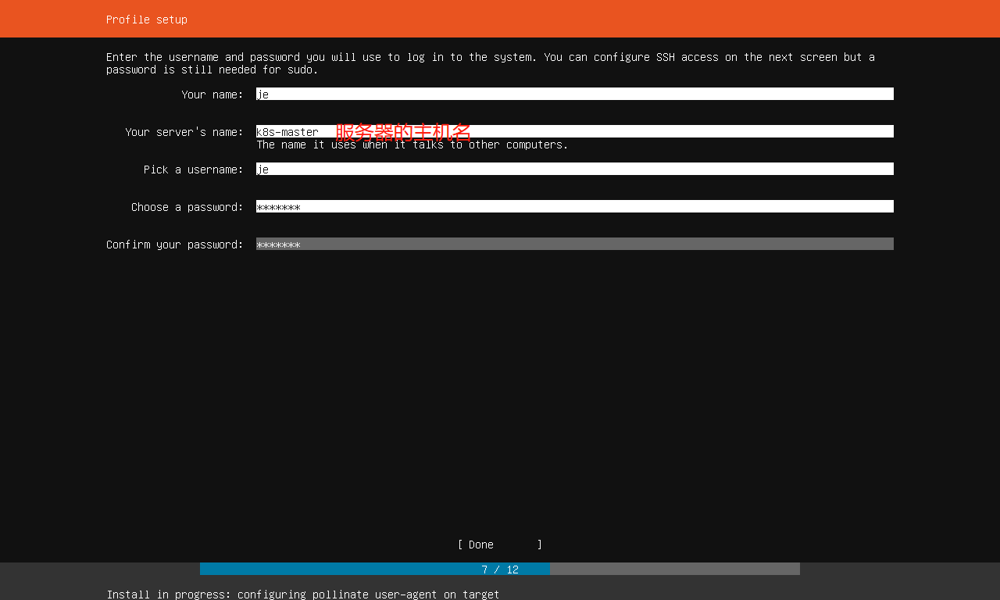 Profile setup
Enter the username and password you will use to log in to the system. You can configure SSH access on the next screen but a
password is still needed for sudo.
Your name: je
Your server's name: k8s-master 服务器的主机名
The name it uses when it talks to other computers.
Pick a username: je
Choose a password: *******
Confirm your password: *******
[ Done ]
7 / 12
Install in progress: configuring pollinate user-agent on target